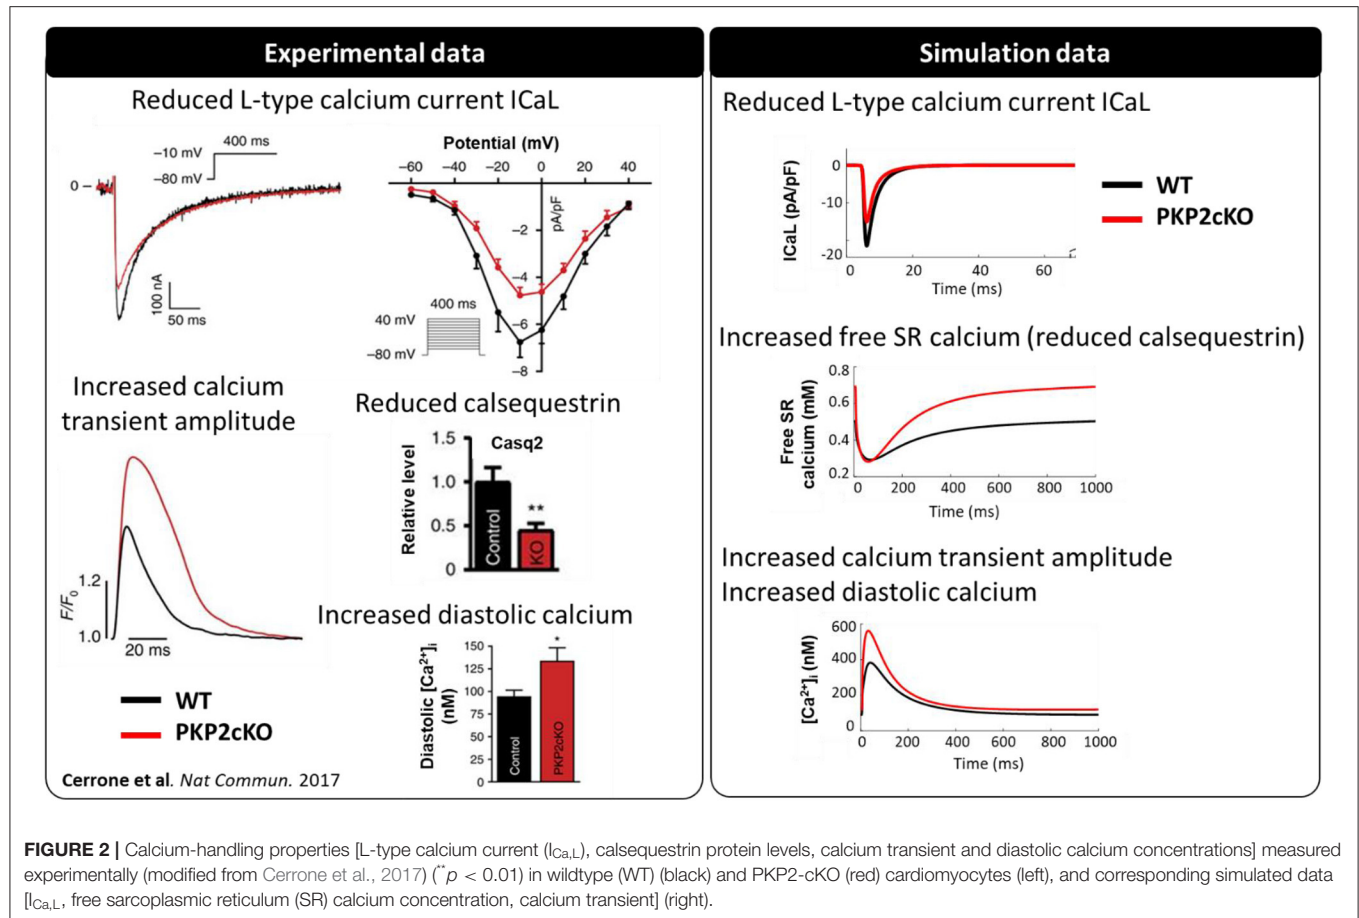 Experimental data
Reduced L-type calcium current ICaL
400 ms
−10 mV
−80 mV
0
100 nA
50 ms
Potential (mV)
−60 −40 −20 0 20 40
pA/pF
−2
−4
−6
−8
400 ms
40 mV
−80 mV
Increased calcium
transient amplitude
F/F0
1.2
1.0
20 ms
WT
PKP2cKO
Cerrone et al. Nat Commun. 2017
Reduced calsequestrin
Casq2
Relative level
1.5
1.0
0.5
0
**
Control
KO
Increased diastolic calcium
Diastolic [Ca2+]i
(nM)
150
125
100
75
50
25
0
*
Control
PKP2cKO
Simulation data
Reduced L-type calcium current ICaL
ICaL (pA/pF)
0
-10
-20
0 20 40 60
Time (ms)
WT
PKP2cKO
Increased free SR calcium (reduced calsequestrin)
Free SR
calcium (mM)
0.8
0.6
0.4
0.2
0 200 400 600 800 1000
Time (ms)
Increased calcium transient amplitude
Increased diastolic calcium
[Ca2+]i (nM)
600
400
200
0
0 200 400 600 800 1000
Time (ms)
FIGURE 2 | Calcium-handling properties [L-type calcium current (ICa,L), calsequestrin protein levels, calcium transient and diastolic calcium concentrations] measured
experimentally (modified from Cerrone et al., 2017) (**p < 0.01) in wildtype (WT) (black) and PKP2-cKO (red) cardiomyocytes (left), and corresponding simulated data
[ICa,L, free sarcoplasmic reticulum (SR) calcium concentration, calcium transient] (right).